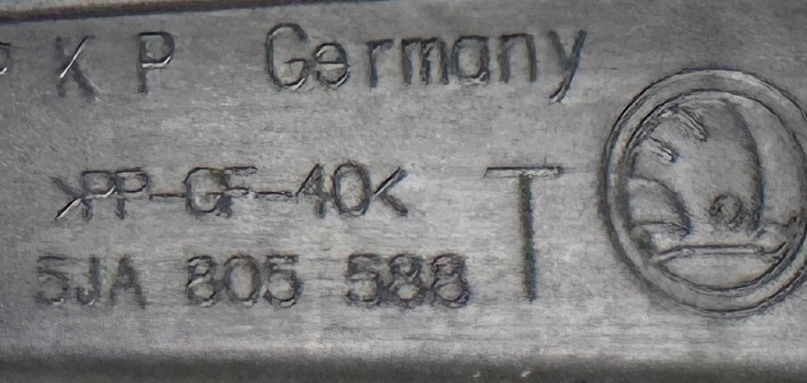 P K P Germany
>PP-GF-40<
5JA 805 588 T